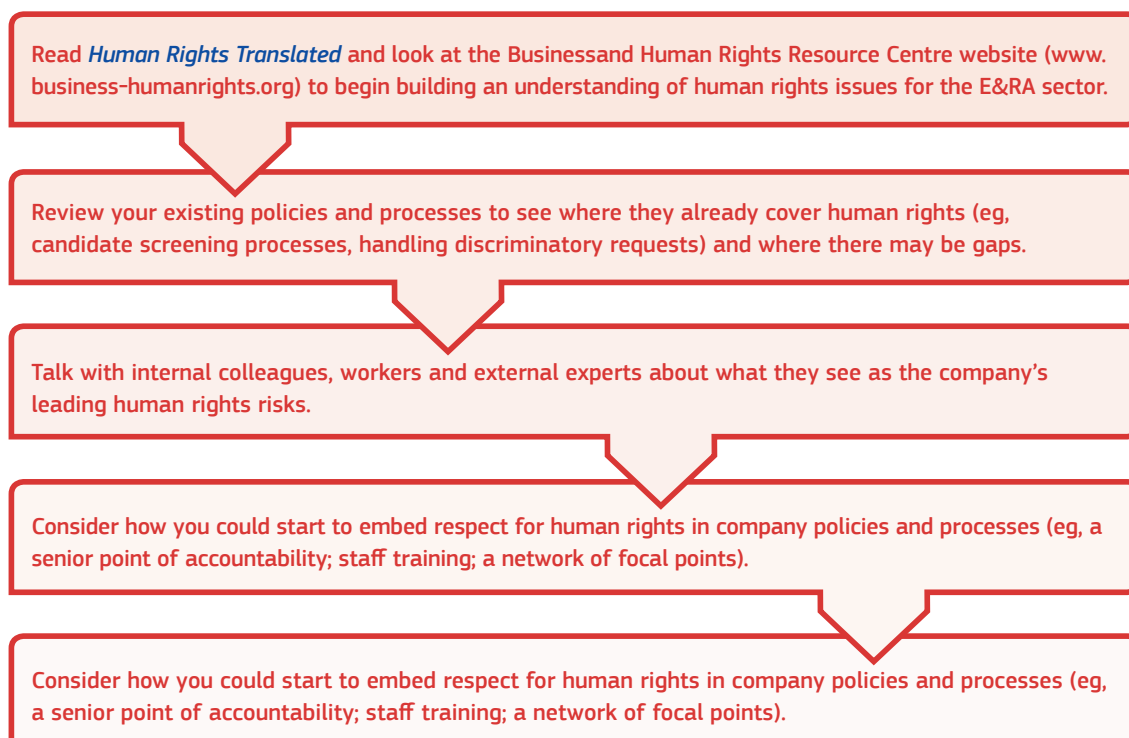 Read Human Rights Translated and look at the Businessand Human Rights Resource Centre website (www.
business-humanrights.org) to begin building an understanding of human rights issues for the E&RA sector.
Review your existing policies and processes to see where they already cover human rights (eg,
candidate screening processes, handling discriminatory requests) and where there may be gaps.
Talk with internal colleagues, workers and external experts about what they see as the company's
leading human rights risks.
Consider how you could start to embed respect for human rights in company policies and processes (eg, a
senior point of accountability; staff training; a network of focal points).
Consider how you could start to embed respect for human rights in company policies and processes (eg,
a senior point of accountability; staff training; a network of focal points).